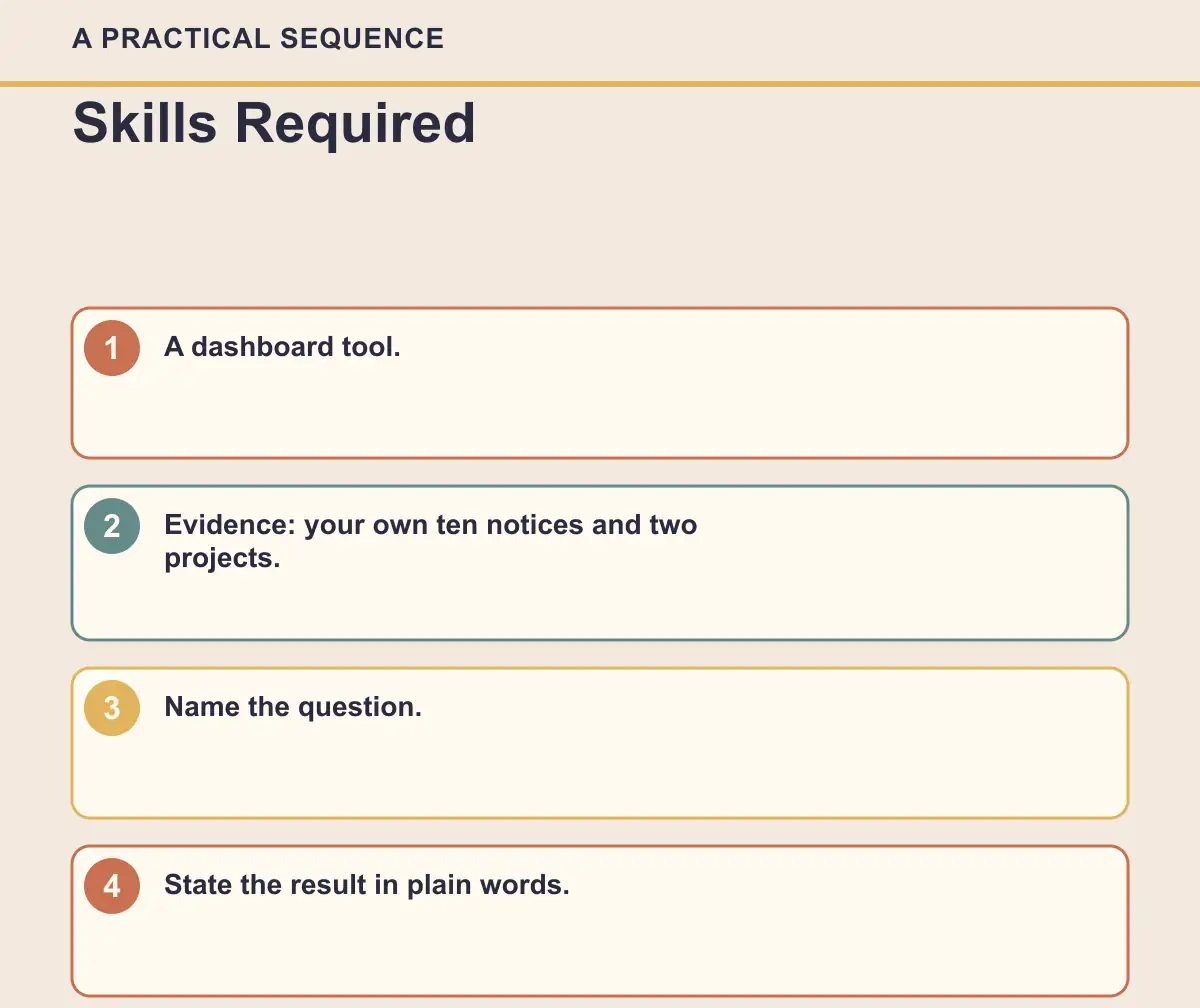 A PRACTICAL SEQUENCE
Skills Required
1
A dashboard tool.
2
Evidence: your own ten notices and two
projects.
3
Name the question.
4
State the result in plain words.